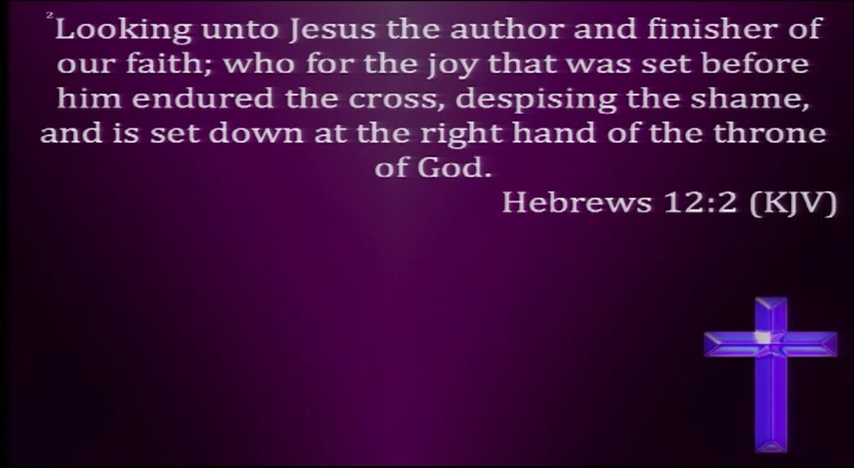 ²Looking unto Jesus the author and finisher of
our faith; who for the joy that was set before
him endured the cross, despising the shame,
and is set down at the right hand of the throne
of God.
Hebrews 12:2 (KJV)